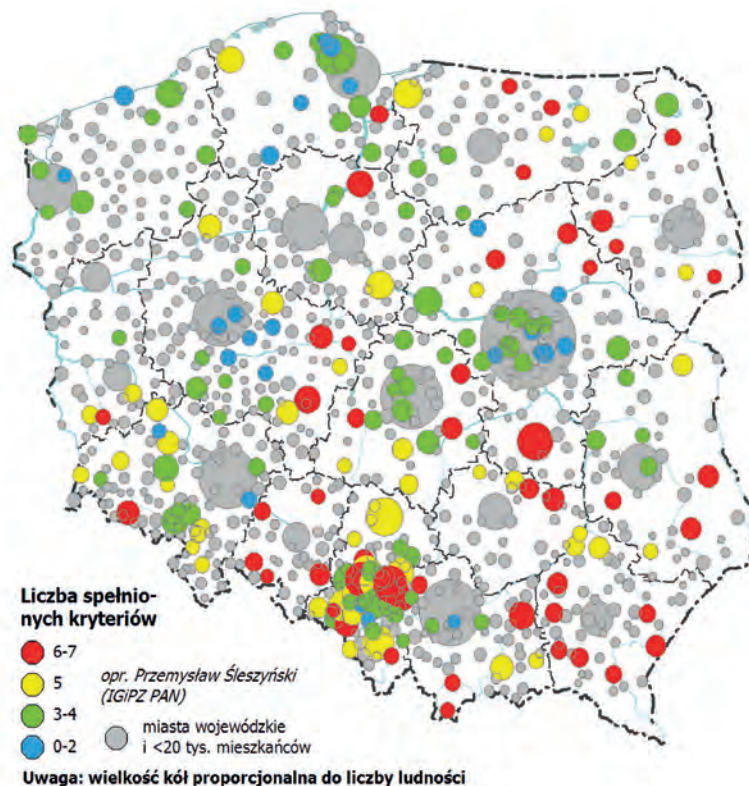 Liczba spełnio-
nych kryteriów
6-7
5
3-4
0-2
opr. Przemysław Śleszyński
(IGiPZ PAN)
miasta wojewódzkie
i <20 tys. mieszkańców
Uwaga: wielkość kół proporcjonalna do liczby ludności